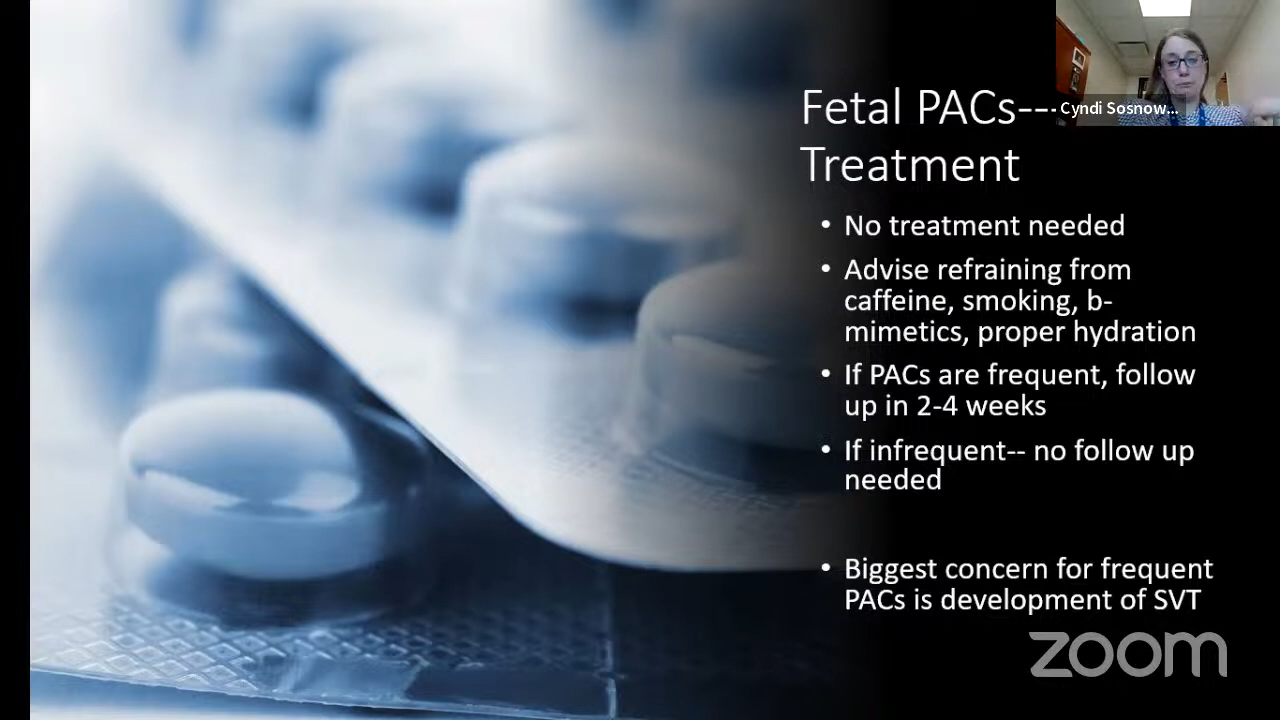 Fetal PACs---
Treatment
Cyndi Sosnow...
• No treatment needed
• Advise refraining from
caffeine, smoking, b-
mimetics, proper hydration
• If PACs are frequent, follow
up in 2-4 weeks
• If infrequent-- no follow up
needed
• Biggest concern for frequent
PACs is development of SVT
zoom